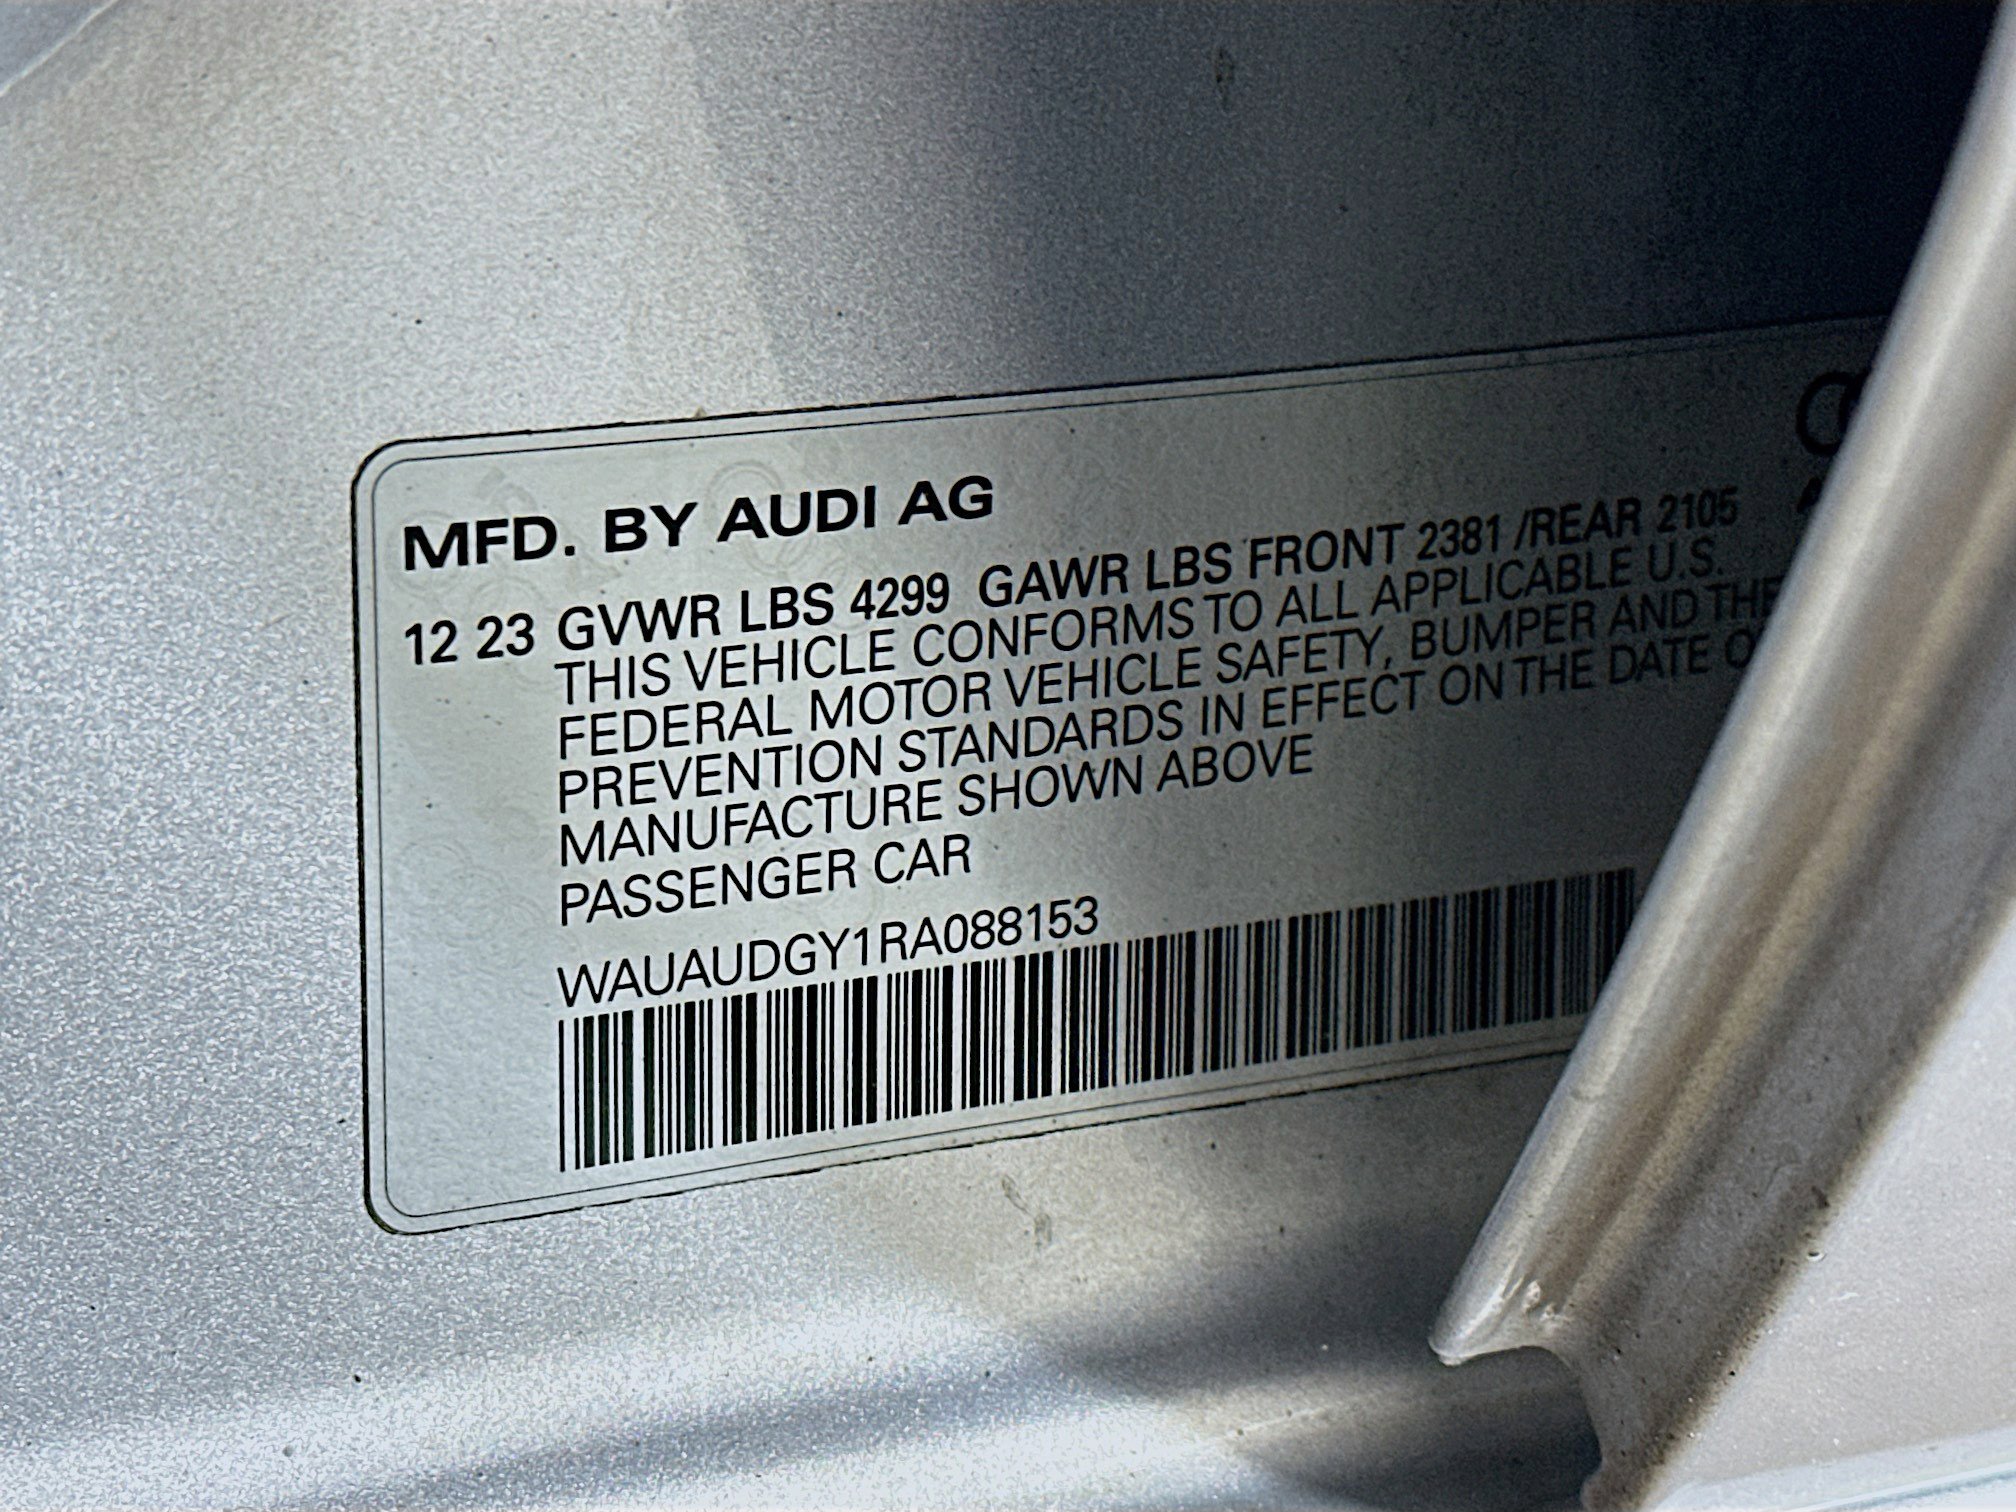 MFD. BY AUDI AG
12 23 GVWR LBS 4299 GAWR LBS FRONT 2381 /REAR 2105
THIS VEHICLE CONFORMS TO ALL APPLICABLE U.S.
FEDERAL MOTOR VEHICLE SAFETY, BUMPER AND THE
PREVENTION STANDARDS IN EFFECT ON THE DATE O
MANUFACTURE SHOWN ABOVE
PASSENGER CAR
WAUAUDGY1RA088153